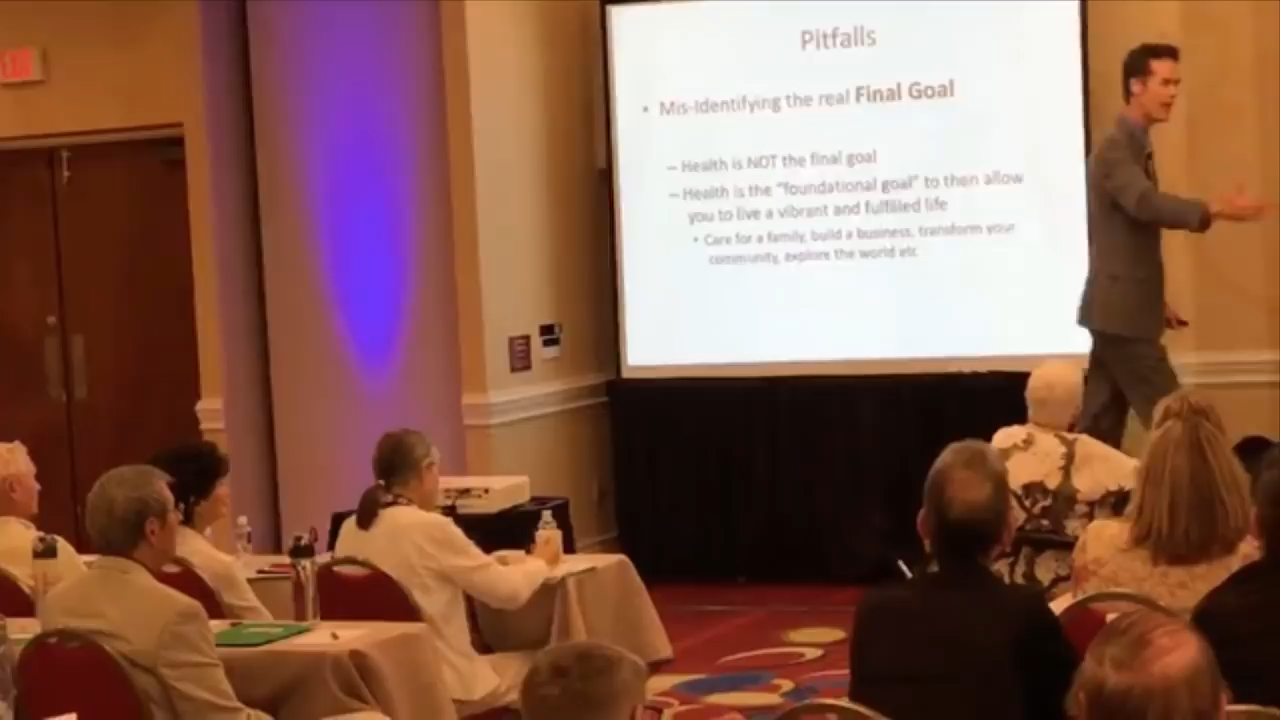 EXIT
Pitfalls
• Mis-Identifying the real Final Goal
– Health is NOT the final goal
– Health is the "foundational goal" to then allow
you to live a vibrant and fulfilled life
• Care for a family, build a business, transform your
community, explore the world etc